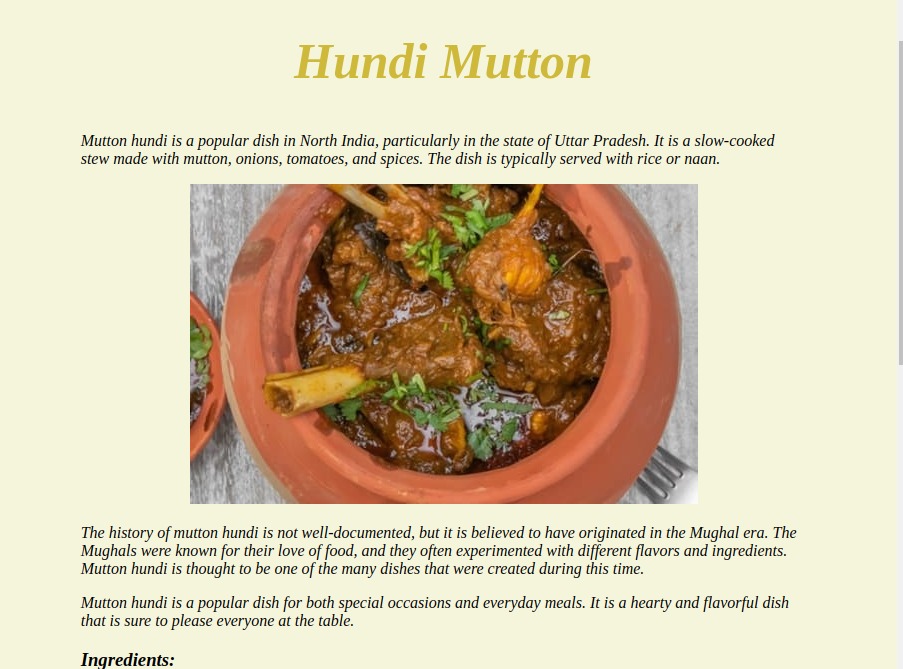 Hundi Mutton
Mutton hundi is a popular dish in North India, particularly in the state of Uttar Pradesh. It is a slow-cooked
stew made with mutton, onions, tomatoes, and spices. The dish is typically served with rice or naan.
The history of mutton hundi is not well-documented, but it is believed to have originated in the Mughal era. The
Mughals were known for their love of food, and they often experimented with different flavors and ingredients.
Mutton hundi is thought to be one of the many dishes that were created during this time.
Mutton hundi is a popular dish for both special occasions and everyday meals. It is a hearty and flavorful dish
that is sure to please everyone at the table.
Ingredients: